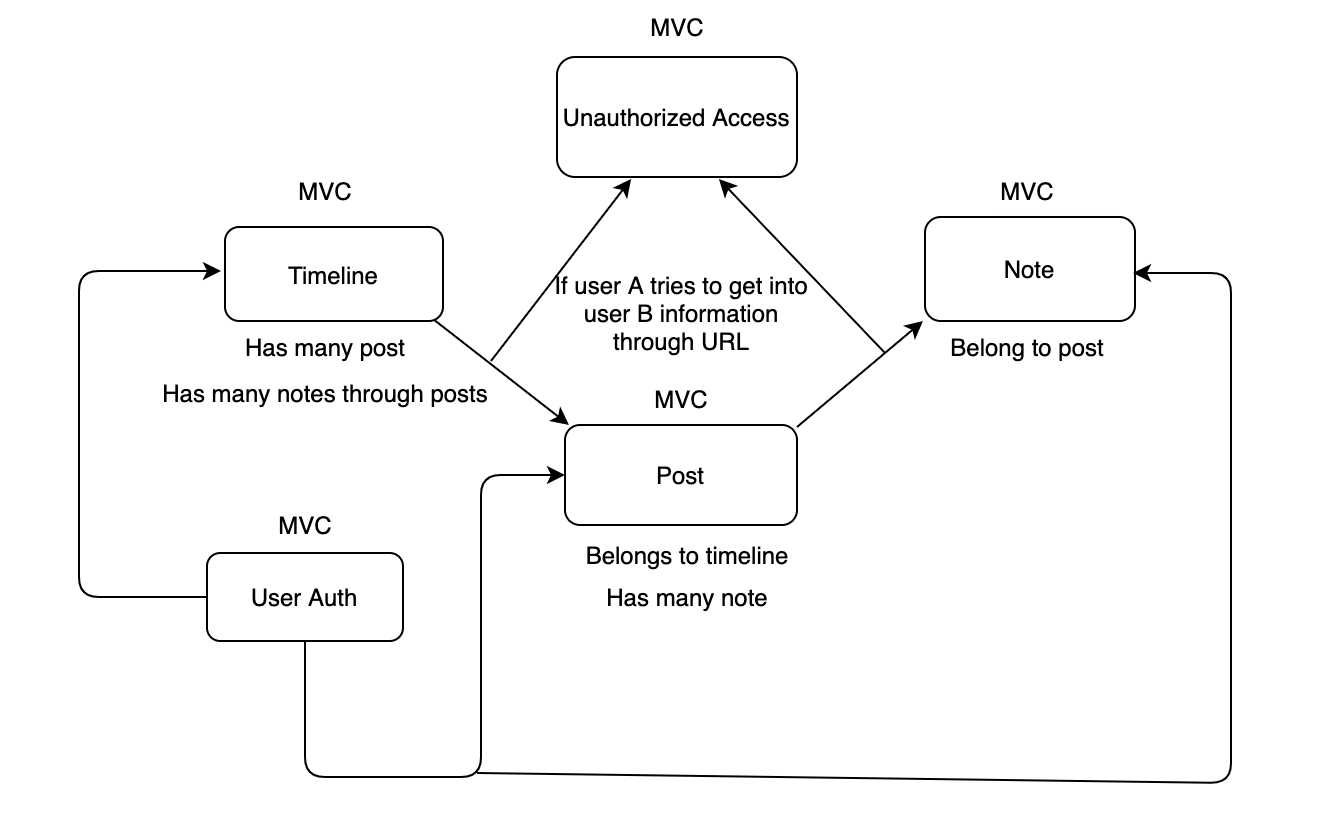 MVC
Unauthorized Access
MVC
Timeline
Has many post
Has many notes through posts
If user A tries to get into
user B information
through URL
MVC
Note
Belong to post
MVC
Post
Belongs to timeline
Has many note
MVC
User Auth